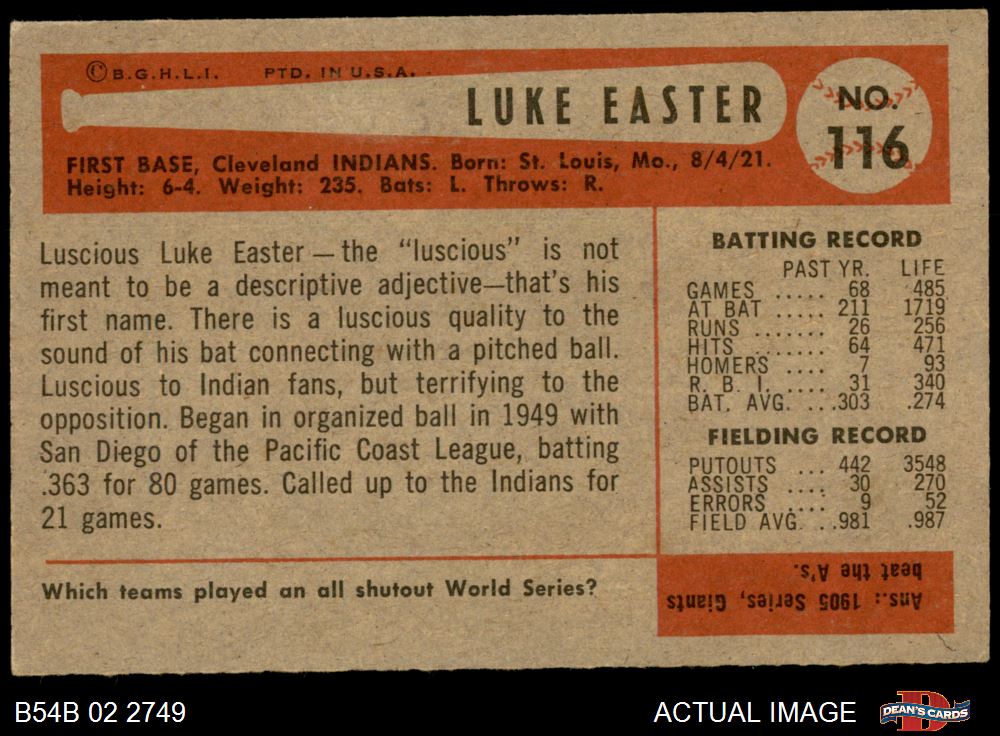 ©B.G.H.L.I. PTD. IN U.S.A.
LUKE EASTER
NO.
116
FIRST BASE, Cleveland INDIANS. Born: St. Louis, Mo., 8/4/21.
Height: 6-4. Weight: 235. Bats: L. Throws: R.
Luscious Luke Easter—the "luscious" is not
meant to be a descriptive adjective—that's his
first name. There is a luscious quality to the
sound of his bat connecting with a pitched ball.
Luscious to Indian fans, but terrifying to the
opposition. Began in organized ball in 1949 with
San Diego of the Pacific Coast League, batting
.363 for 80 games. Called up to the Indians for
21 games.
BATTING RECORD
PAST YR. LIFE
GAMES ..... 68 485
AT BAT ..... 211 1719
RUNS ....... 26 256
HITS ....... 64 471
HOMERS .... 7 93
R. B. I. ..... 31 340
BAT. AVG. ...303 .274
FIELDING RECORD
PUTOUTS ... 442 3548
ASSISTS .... 30 270
ERRORS .... 9 52
FIELD AVG. ..981 .987
Which teams played an all shutout World Series?
Ans.: 1905 Series, Giants
beat the A's.
B54B 02 2749
ACTUAL IMAGE
DEAN'S CARDS